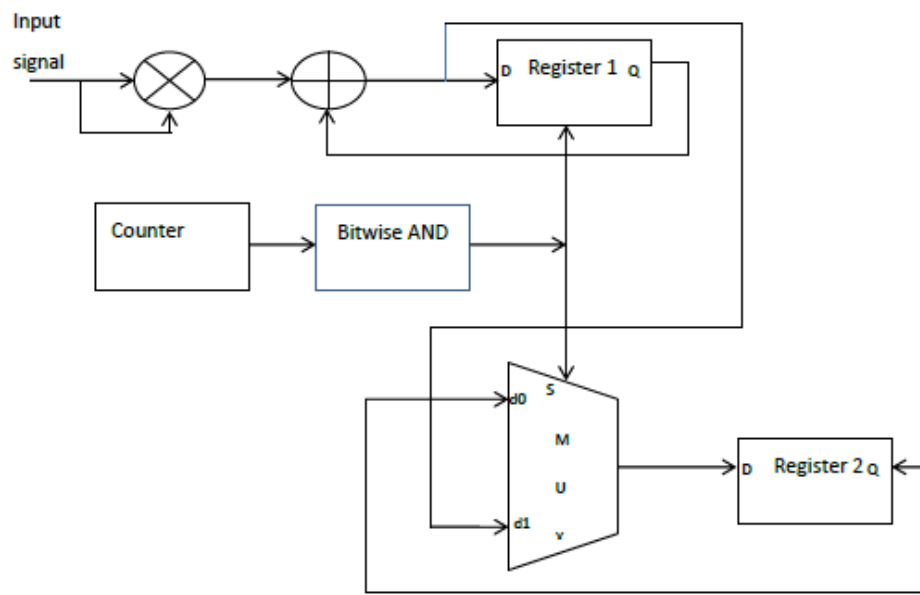 Input
signal
D Register 1 Q
Counter
Bitwise AND
S
d0
M
U
d1
D Register 2 Q